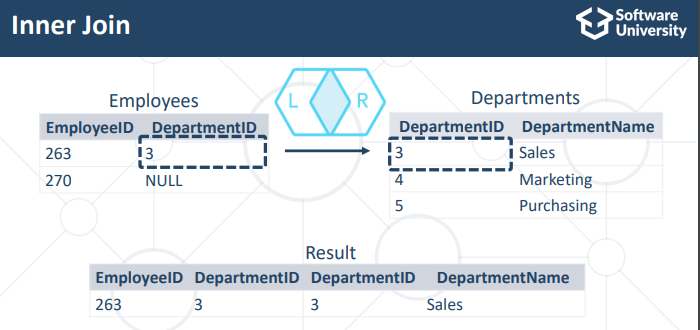 Inner Join
Software
University
Employees
EmployeeID DepartmentID
263 3
270 NULL
L R
Departments
DepartmentID DepartmentName
3 Sales
4 Marketing
5 Purchasing
Result
EmployeeID DepartmentID DepartmentID DepartmentName
263 3 3 Sales